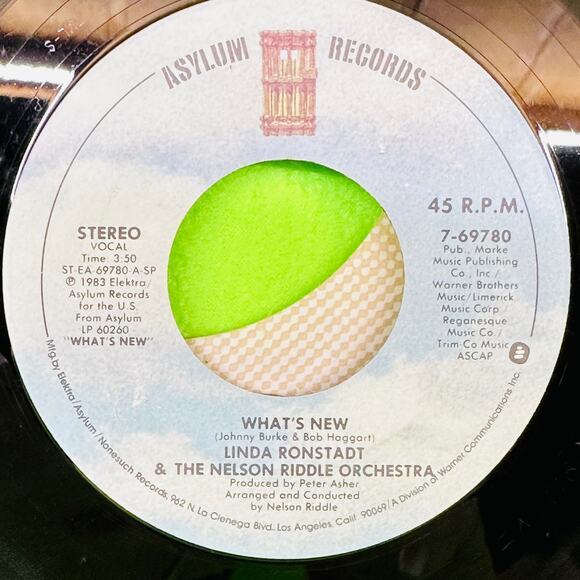 ASYLUM RECORDS
STEREO
VOCAL
Time: 3:50
ST-EA-69780-A-SP
Ⓟ 1983 Elektra/
Asylum Records
for the U.S.
From Asylum
LP 60260
"WHAT'S NEW"
45 R.P.M.
7-69780
Pub., Marke
Music Publishing
Co., Inc./
Warner Brothers
Music/Limerick
Music Corp./
Reganesque
Music Co./
Trim-Co Music
ASCAP
WHAT'S NEW
(Johnny Burke & Bob Haggart)
LINDA RONSTADT
& THE NELSON RIDDLE ORCHESTRA
Produced by Peter Asher
Arranged and Conducted
by Nelson Riddle
Mfg. by Elektra/Asylum/Nonesuch Records, 962 N. La Cienega Blvd., Los Angeles, Calif. 90069/A Division of Warner Communications Inc.